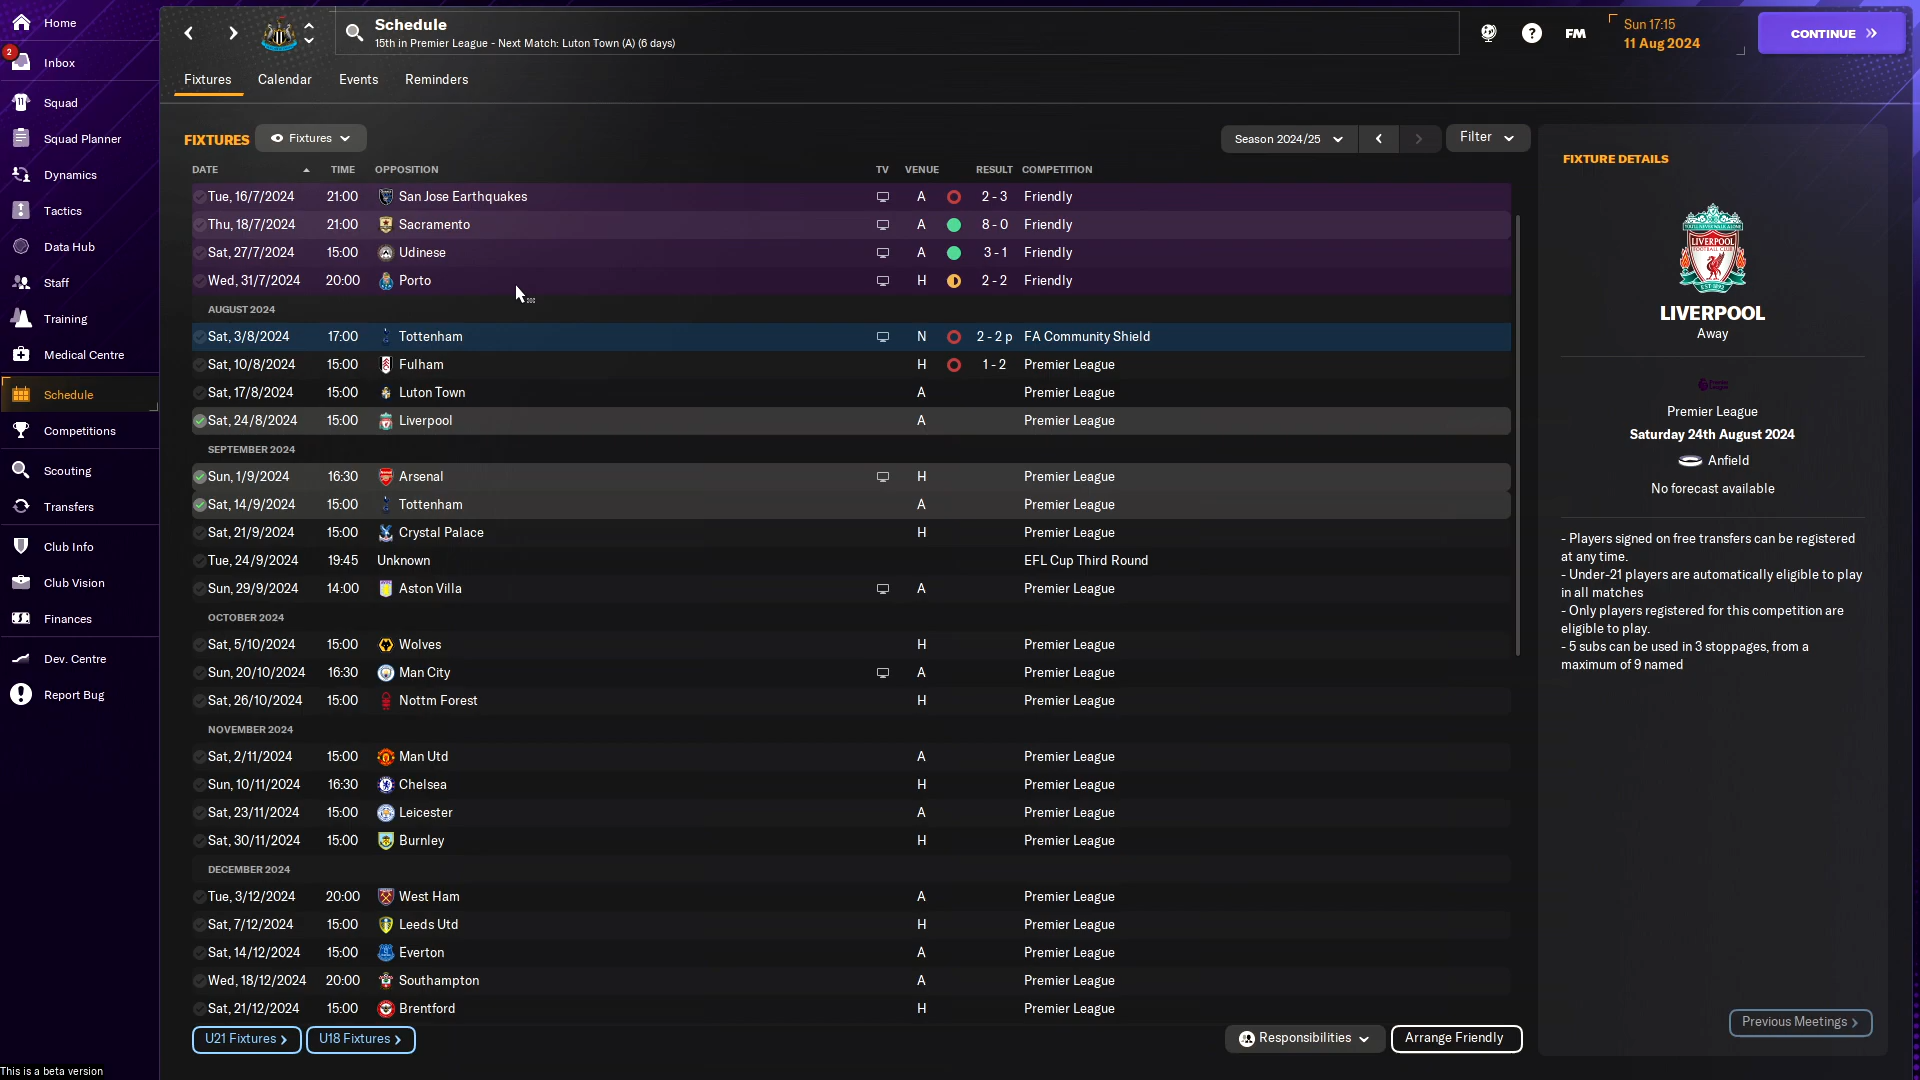 Home
2
Inbox
Squad
Squad Planner
Dynamics
Tactics
Data Hub
Staff
Training
Medical Centre
Schedule
Competitions
Scouting
Transfers
Club Info
Club Vision
Finances
Dev. Centre
Report Bug
This is a beta version
Schedule
15th in Premier League - Next Match: Luton Town (A) (6 days)
? FM
Sun 17:15
11 Aug 2024
CONTINUE
Fixtures Calendar Events Reminders
FIXTURES Fixtures Season 2024/25 Filter
DATE TIME OPPOSITION TV VENUE RESULT COMPETITION
Tue, 16/7/2024 21:00 San Jose Earthquakes A 2 - 3 Friendly
Thu, 18/7/2024 21:00 Sacramento A 8 - 0 Friendly
Sat, 27/7/2024 15:00 Udinese A 3 - 1 Friendly
Wed, 31/7/2024 20:00 Porto H 2 - 2 Friendly
AUGUST 2024
Sat, 3/8/2024 17:00 Tottenham N 2 - 2 p FA Community Shield
Sat, 10/8/2024 15:00 Fulham H 1 - 2 Premier League
Sat, 17/8/2024 15:00 Luton Town A Premier League
Sat, 24/8/2024 15:00 Liverpool A Premier League
SEPTEMBER 2024
Sun, 1/9/2024 16:30 Arsenal H Premier League
Sat, 14/9/2024 15:00 Tottenham A Premier League
Sat, 21/9/2024 15:00 Crystal Palace H Premier League
Tue, 24/9/2024 19:45 Unknown EFL Cup Third Round
Sun, 29/9/2024 14:00 Aston Villa A Premier League
OCTOBER 2024
Sat, 5/10/2024 15:00 Wolves H Premier League
Sun, 20/10/2024 16:30 Man City A Premier League
Sat, 26/10/2024 15:00 Nottm Forest H Premier League
NOVEMBER 2024
Sat, 2/11/2024 15:00 Man Utd A Premier League
Sun, 10/11/2024 16:30 Chelsea H Premier League
Sat, 23/11/2024 15:00 Leicester A Premier League
Sat, 30/11/2024 15:00 Burnley H Premier League
DECEMBER 2024
Tue, 3/12/2024 20:00 West Ham A Premier League
Sat, 7/12/2024 15:00 Leeds Utd H Premier League
Sat, 14/12/2024 15:00 Everton A Premier League
Wed, 18/12/2024 20:00 Southampton A Premier League
Sat, 21/12/2024 15:00 Brentford H Premier League
U21 Fixtures U18 Fixtures Responsibilities Arrange Friendly
FIXTURE DETAILS
LIVERPOOL
FOOTBALL CLUB
EST·1892
LIVERPOOL
Away
Premier League
Premier League
Saturday 24th August 2024
Anfield
No forecast available
- Players signed on free transfers can be registered
at any time.
- Under-21 players are automatically eligible to play
in all matches
- Only players registered for this competition are
eligible to play.
- 5 subs can be used in 3 stoppages, from a
maximum of 9 named
Previous Meetings